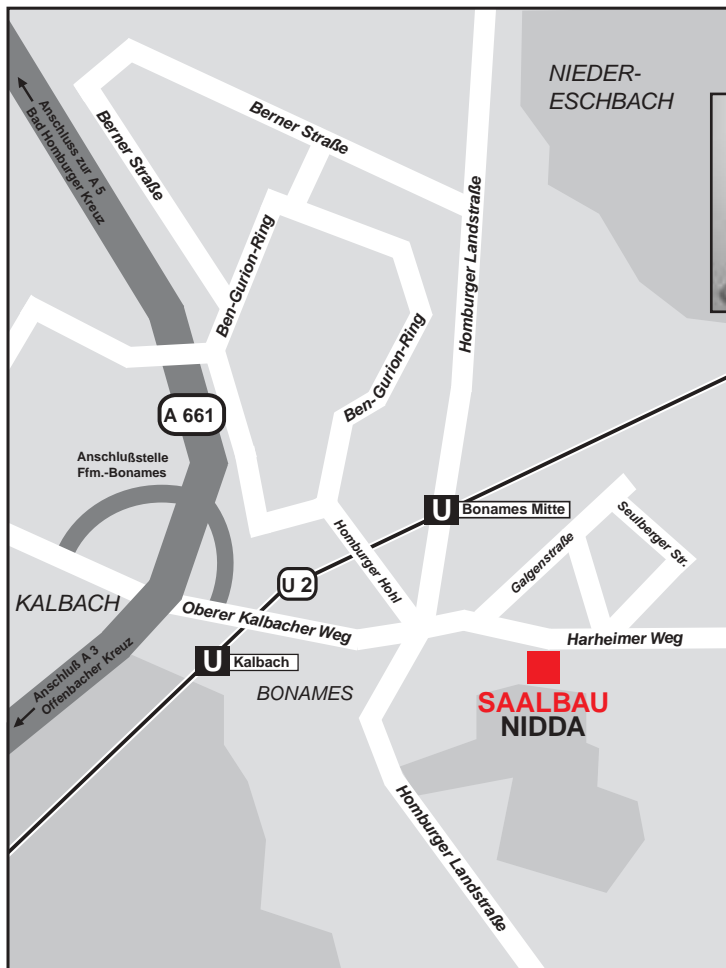 NIEDER-
ESCHBACH
Berner Straße
Berner Straße
Anschluss zur A 5
Bad Homburger Kreuz
Homburger Landstraße
Ben-Gurion-Ring
Ben-Gurion-Ring
A 661
Anschlußstelle
Ffm.-Bonames
U Bonames Mitte
Seulberger Str.
Galgenstraße
Homburger Hohl
U 2
KALBACH
Oberer Kalbacher Weg
Harheimer Weg
U Kalbach
Anschluß A 3
Offenbacher Kreuz
BONAMES
SAALBAU
NIDDA
Homburger Landstraße